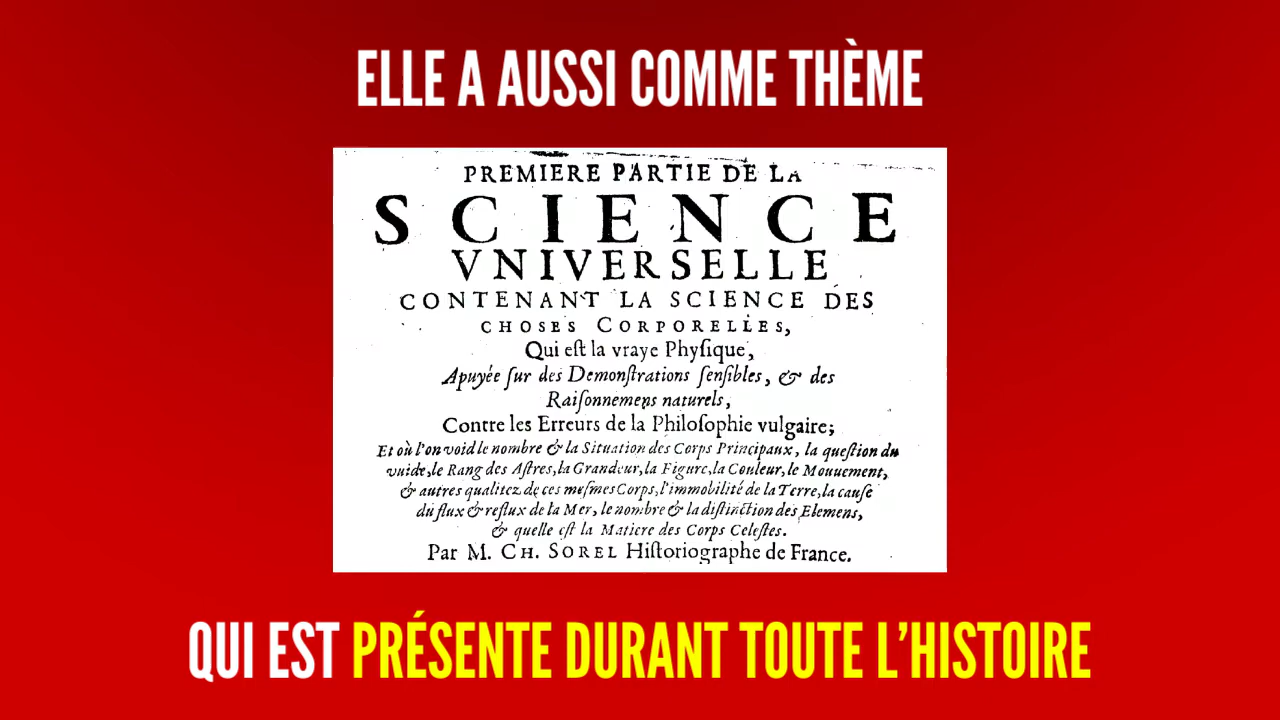 ELLE A AUSSI COMME THÈME
PREMIERE PARTIE DE LA
SCIENCE
VNIVERSELLE
CONTENANT LA SCIENCE DES
CHOSES CORPORELLES,
Qui eſt la vraye Phyſique,
Apuyée ſur des Demonſtrations ſenſibles, & des
Raiſonnemens naturels,
Contre les Erreurs de la Philoſophie vulgaire;
Et où l'on void le nombre & la Situation des Corps Principaux, la queſtion du
vuide, le Rang des Aſtres, la Grandeur, la Figure, la Couleur, le Mouuement,
& autres qualitez de ces meſmes Corps, l'immobilité de la Terre, la cauſe
du flux & reflux de la Mer, le nombre & la diſtinction des Elemens,
& quelle eſt la Matiere des Corps Celeſtes.
Par M. CH. SOREL Hiſtoriographe de France.
QUI EST PRÉSENTE DURANT TOUTE L’HISTOIRE